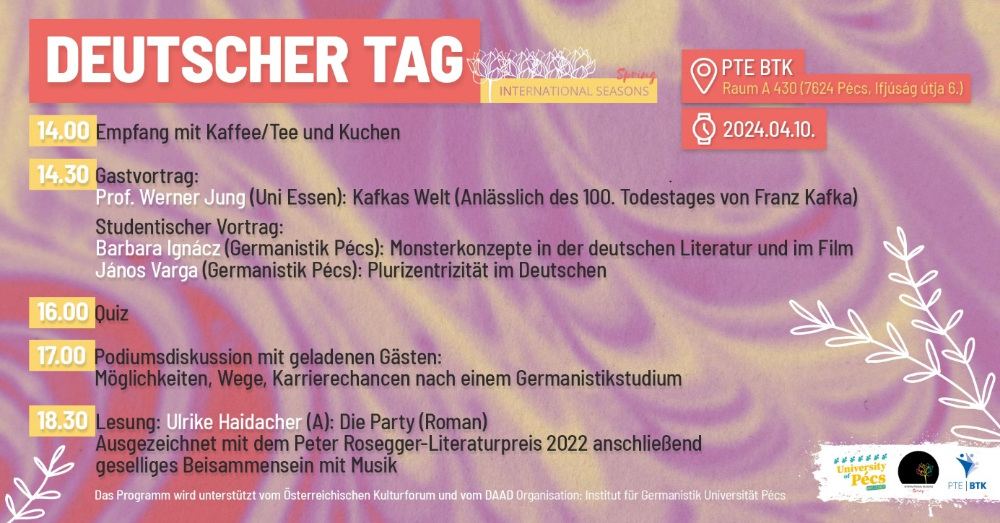 DEUTSCHER TAG
Spring
INTERNATIONAL SEASONS
PTE BTK
Raum A 430 (7624 Pécs, Ifjúság útja 6.)
2024.04.10.
14.00 Empfang mit Kaffee/Tee und Kuchen
14.30 Gastvortrag:
Prof. Werner Jung (Uni Essen): Kafkas Welt (Anlässlich des 100. Todestages von Franz Kafka)
Studentischer Vortrag:
Barbara Ignácz (Germanistik Pécs): Monsterkonzepte in der deutschen Literatur und im Film
János Varga (Germanistik Pécs): Plurizentrizität im Deutschen
16.00 Quiz
17.00 Podiumsdiskussion mit geladenen Gästen:
Möglichkeiten, Wege, Karrierechancen nach einem Germanistikstudium
18.30 Lesung: Ulrike Haidacher (A): Die Party (Roman)
Ausgezeichnet mit dem Peter Rosegger-Literaturpreis 2022 anschließend
geselliges Beisammensein mit Musik
Das Programm wird unterstützt vom Österreichischen Kulturforum und vom DAAD Organisation: Institut für Germanistik Universität Pécs
University
of Pécs
INTERNATIONAL SEASONS
Spring
PTE | BTK